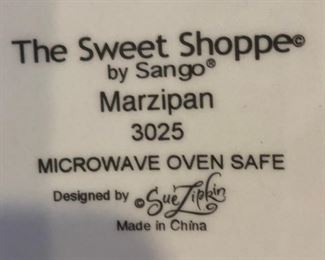 The Sweet Shoppe©
by Sango®
Marzipan
3025
MICROWAVE OVEN SAFE
Designed by © Sue Zipkin
Made in China